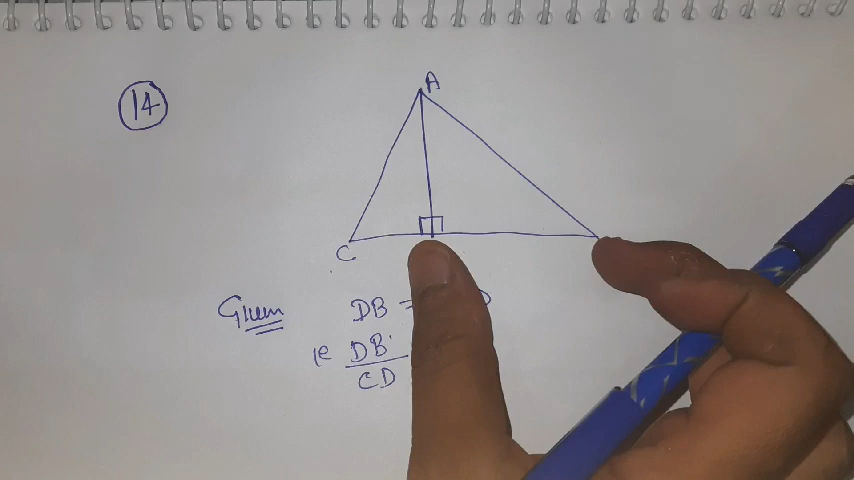 14
A
C
Given DB = D
ie DB
CD